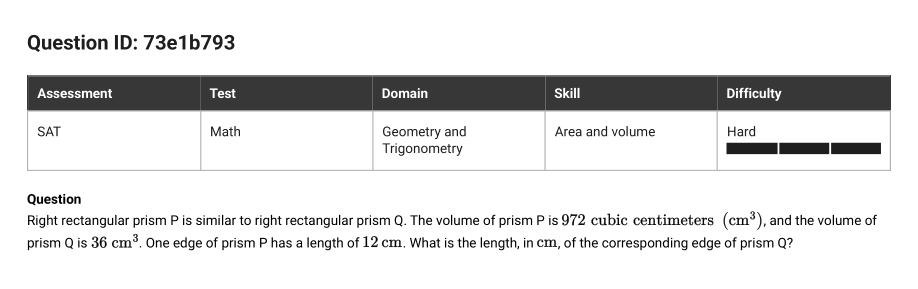 Question ID: 73e1b793
Assessment Test Domain Skill Difficulty
SAT Math Geometry and Trigonometry Area and volume Hard
Question
Right rectangular prism P is similar to right rectangular prism Q. The volume of prism P is 972 cubic centimeters (cm³), and the volume of
prism Q is 36 cm³. One edge of prism P has a length of 12 cm. What is the length, in cm, of the corresponding edge of prism Q?